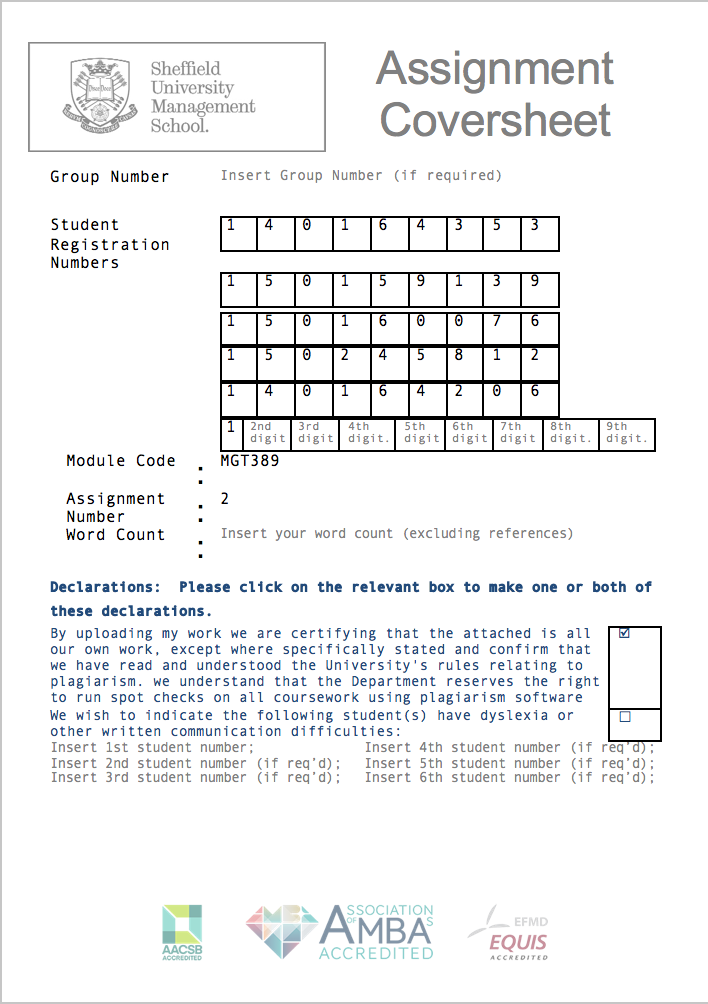 Sheffield
University
Management
School.
Assignment
Coversheet
Group Number Insert Group Number (if required)
Student
Registration
Numbers
1 4 0 1 6 4 3 5 3
1 5 0 1 5 9 1 3 9
1 5 0 1 6 0 0 7 6
1 5 0 2 4 5 8 1 2
1 4 0 1 6 4 2 0 6
1 2nd digit 3rd digit 4th digit. 5th digit 6th digit 7th digit 8th digit. 9th digit.
Module Code : MGT389
Assignment : 2
Number
Word Count : Insert your word count (excluding references)
Declarations: Please click on the relevant box to make one or both of
these declarations.
By uploading my work we are certifying that the attached is all
our own work, except where specifically stated and confirm that
we have read and understood the University's rules relating to
plagiarism. we understand that the Department reserves the right
to run spot checks on all coursework using plagiarism software
☑
We wish to indicate the following student(s) have dyslexia or
other written communication difficulties:
☐
Insert 1st student number; Insert 4th student number (if req'd);
Insert 2nd student number (if req'd); Insert 5th student number (if req'd);
Insert 3rd student number (if req'd); Insert 6th student number (if req'd);
AACSB
ACCREDITED
ASSOCIATION
OF AMBAS
ACCREDITED
EFMD
EQUIS
ACCREDITED